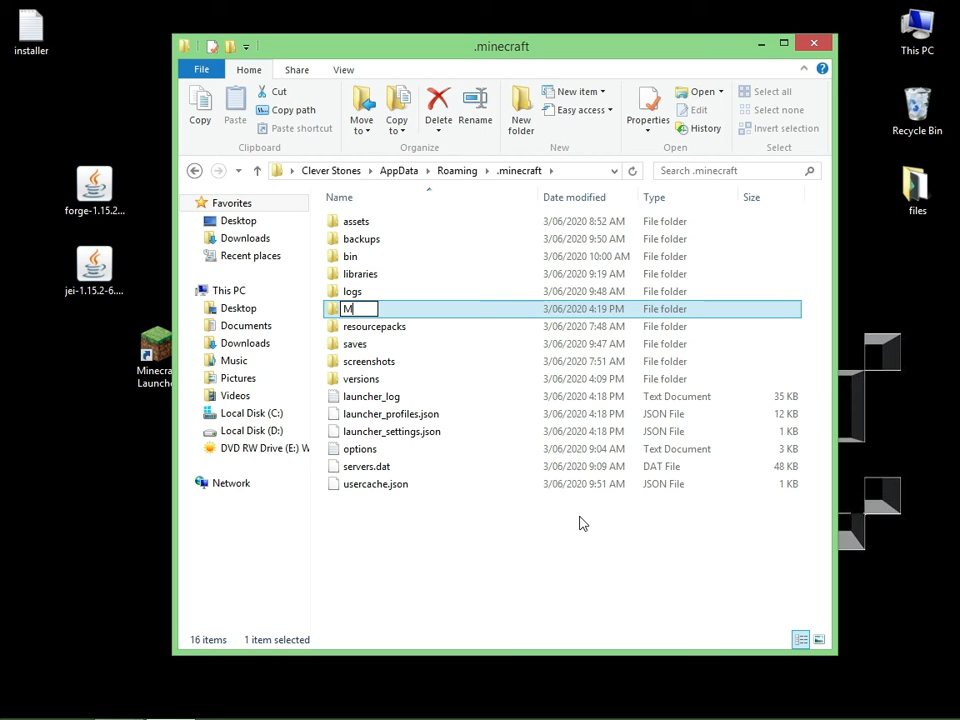 installer
This PC
.minecraft
File Home Share View
Copy
Paste
Cut
Copy path
Paste shortcut
Clipboard
Move to
Copy to
Delete
Rename
Organize
New folder
New item
Easy access
New
Properties
Open
Edit
History
Open
Select all
Select none
Invert selection
Select
Clever Stones AppData Roaming .minecraft
Search .minecraft
Recycle Bin
files
forge-1.15.2...
jei-1.15.2-6....
Minecra
Launche
Favorites
Desktop
Downloads
Recent places
This PC
Desktop
Documents
Downloads
Music
Pictures
Videos
Local Disk (C:)
Local Disk (D:)
DVD RW Drive (E:) W
Network
Name Date modified Type Size
assets 3/06/2020 8:52 AM File folder
backups 3/06/2020 9:50 AM File folder
bin 3/06/2020 10:00 AM File folder
libraries 3/06/2020 9:19 AM File folder
logs 3/06/2020 9:48 AM File folder
M 3/06/2020 4:19 PM File folder
resourcepacks 3/06/2020 7:48 AM File folder
saves 3/06/2020 9:47 AM File folder
screenshots 3/06/2020 7:51 AM File folder
versions 3/06/2020 4:09 PM File folder
launcher_log 3/06/2020 4:18 PM Text Document 35 KB
launcher_profiles.json 3/06/2020 4:18 PM JSON File 12 KB
launcher_settings.json 3/06/2020 4:18 PM JSON File 1 KB
options 3/06/2020 9:04 AM Text Document 3 KB
servers.dat 3/06/2020 9:09 AM DAT File 48 KB
usercache.json 3/06/2020 9:51 AM JSON File 1 KB
16 items 1 item selected